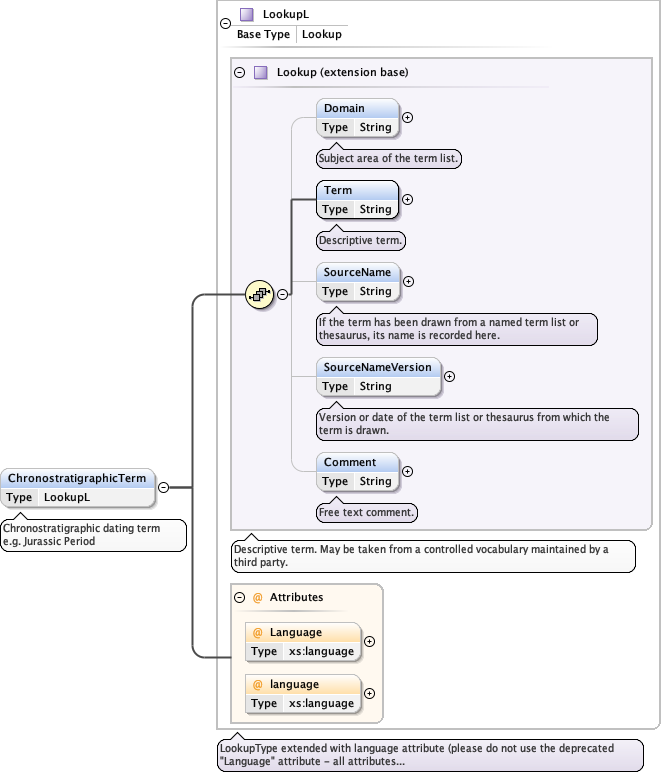 LookupL
Base Type Lookup
Lookup (extension base)
Domain
Type String
Subject area of the term list.
Term
Type String
Descriptive term.
SourceName
Type String
If the term has been drawn from a named term list or
thesaurus, its name is recorded here.
SourceNameVersion
Type String
Version or date of the term list or thesaurus from which the
term is drawn.
Comment
Type String
Free text comment.
ChronostratigraphicTerm
Type LookupL
Chronostratigraphic dating term
e.g. Jurassic Period
Descriptive term. May be taken from a controlled vocabulary maintained by a
third party.
@ Attributes
@ Language
Type xs:language
@ language
Type xs:language
LookupType extended with language attribute (please do not use the deprecated
"Language" attribute - all attributes...